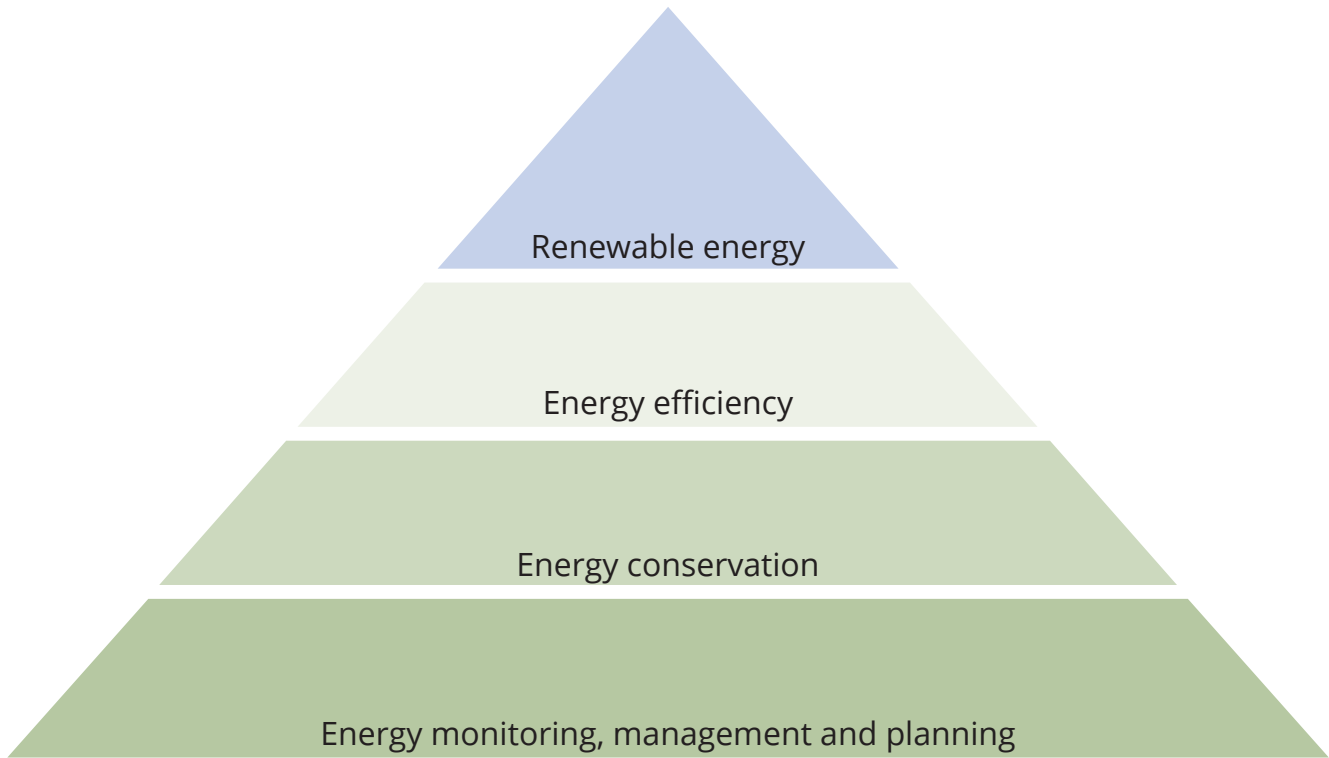 Renewable energy
Energy efficiency
Energy conservation
Energy monitoring, management and planning